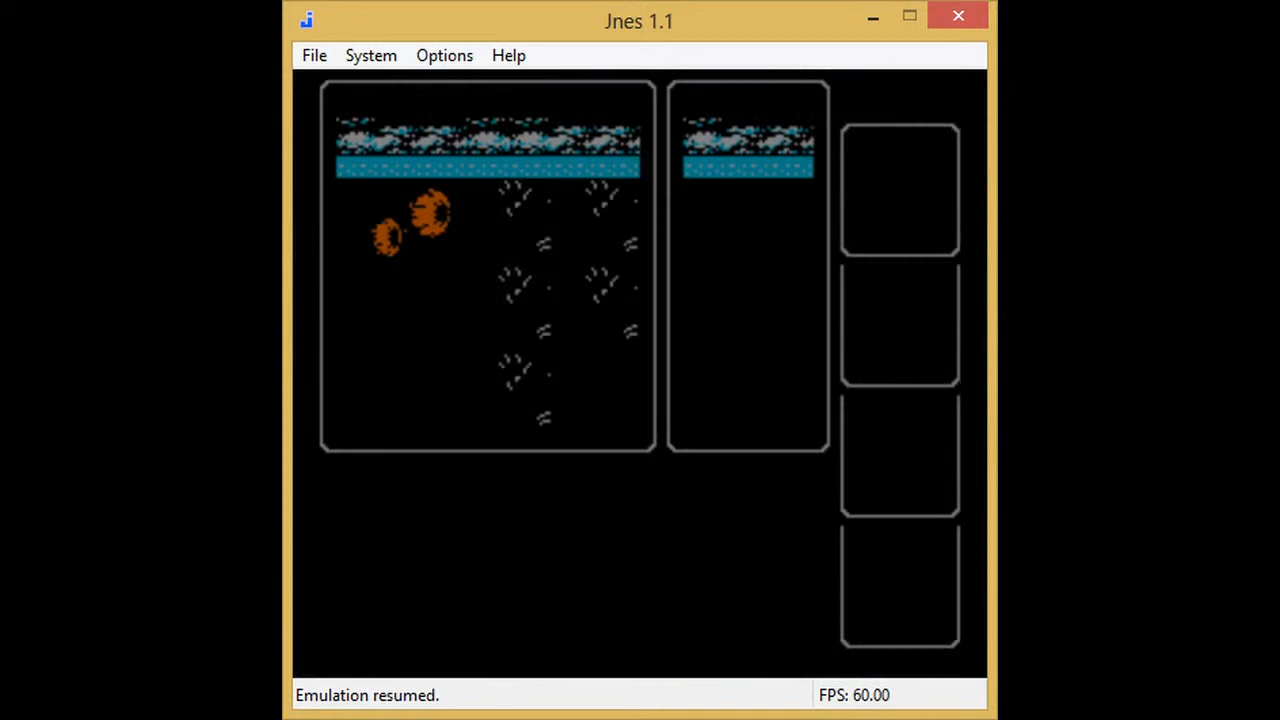 Jnes 1.1
File System Options Help
Emulation resumed.
FPS: 60.00